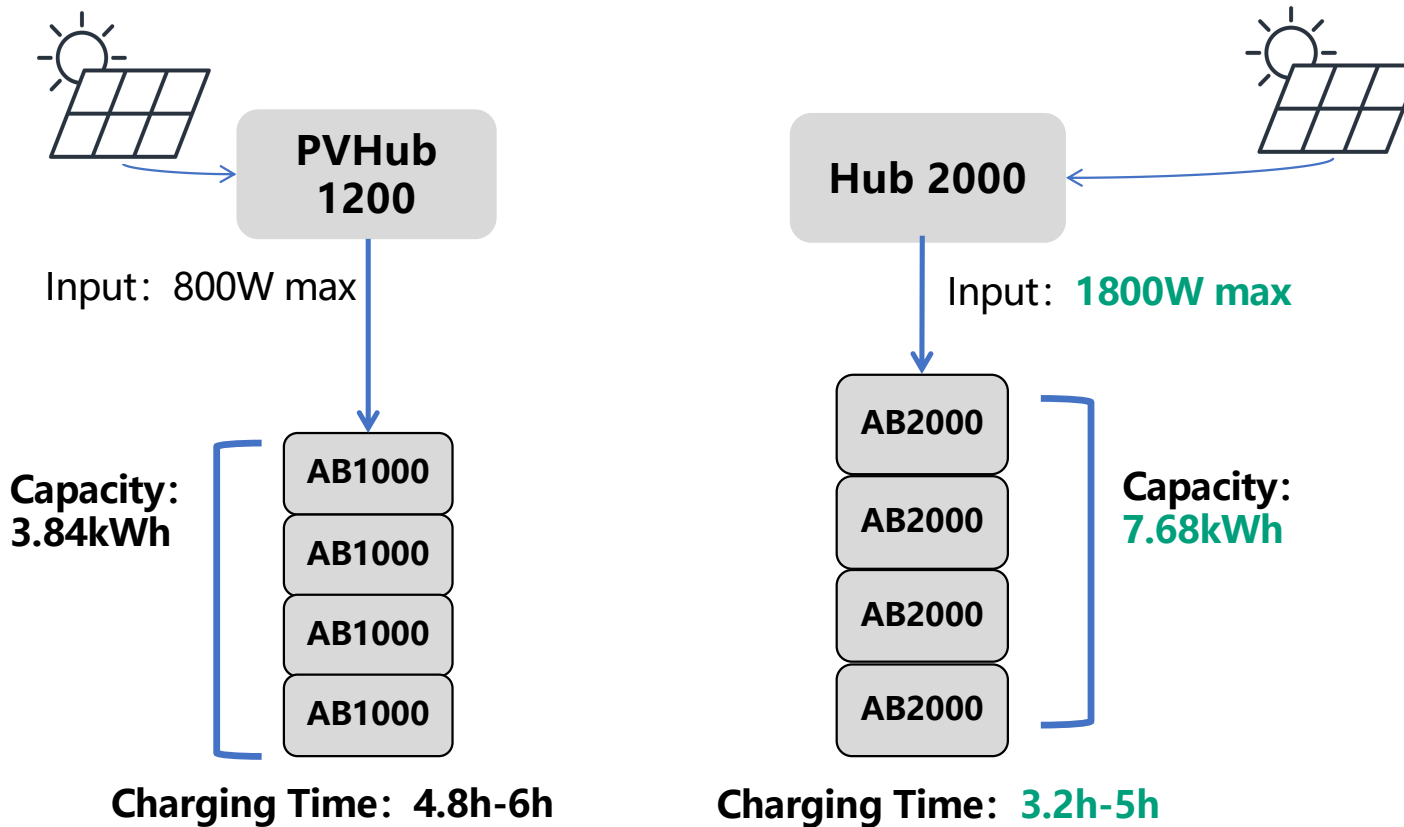 PVHub
1200
Input：800W max
AB1000
AB1000
AB1000
AB1000
Capacity：
3.84kWh
Charging Time：4.8h-6h
Hub 2000
Input：1800W max
AB2000
AB2000
AB2000
AB2000
Capacity：
7.68kWh
Charging Time：3.2h-5h